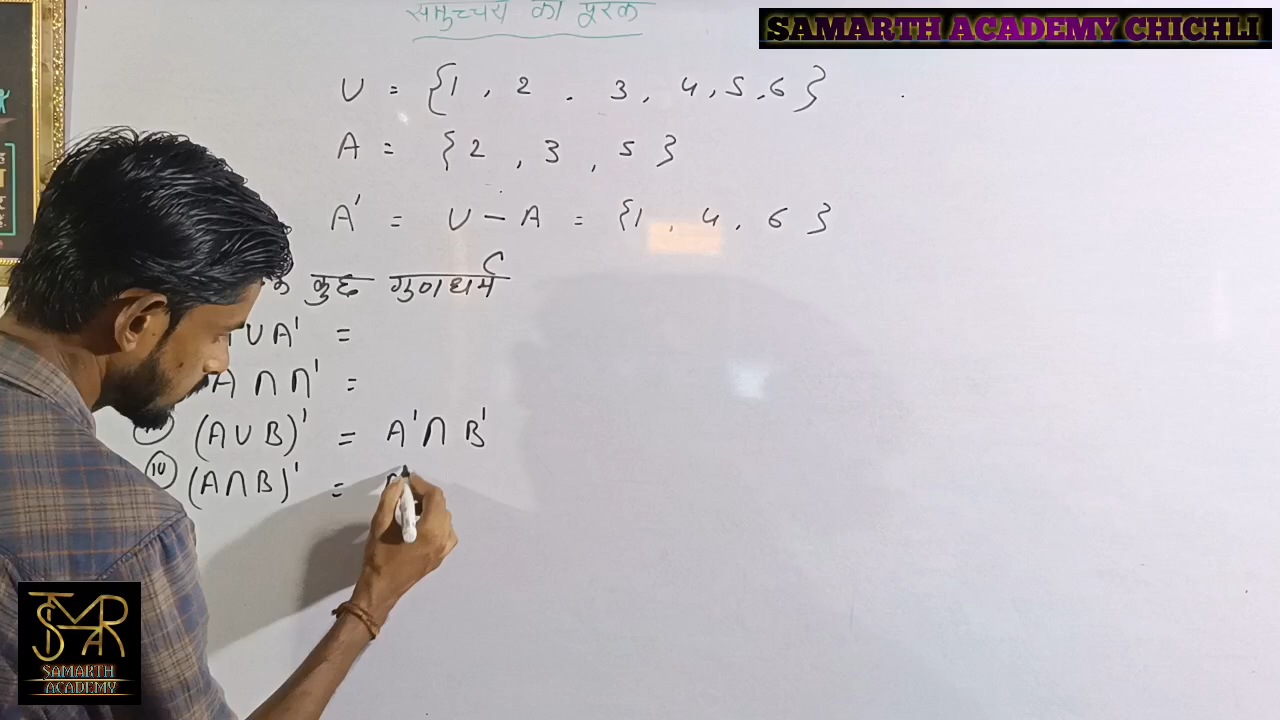 समुच्चय का पूरक
SAMARTH ACADEMY CHICHLI
U = {1, 2, 3, 4, 5, 6}
A = {2, 3, 5}
A' = U - A = {1, 4, 6}
के कुछ गुणधर्म
U A' =
A ∩ ∩' =
(A U B)' = A' ∩ B'
(iv) (A ∩ B)' =
SAMARTH
ACADEMY